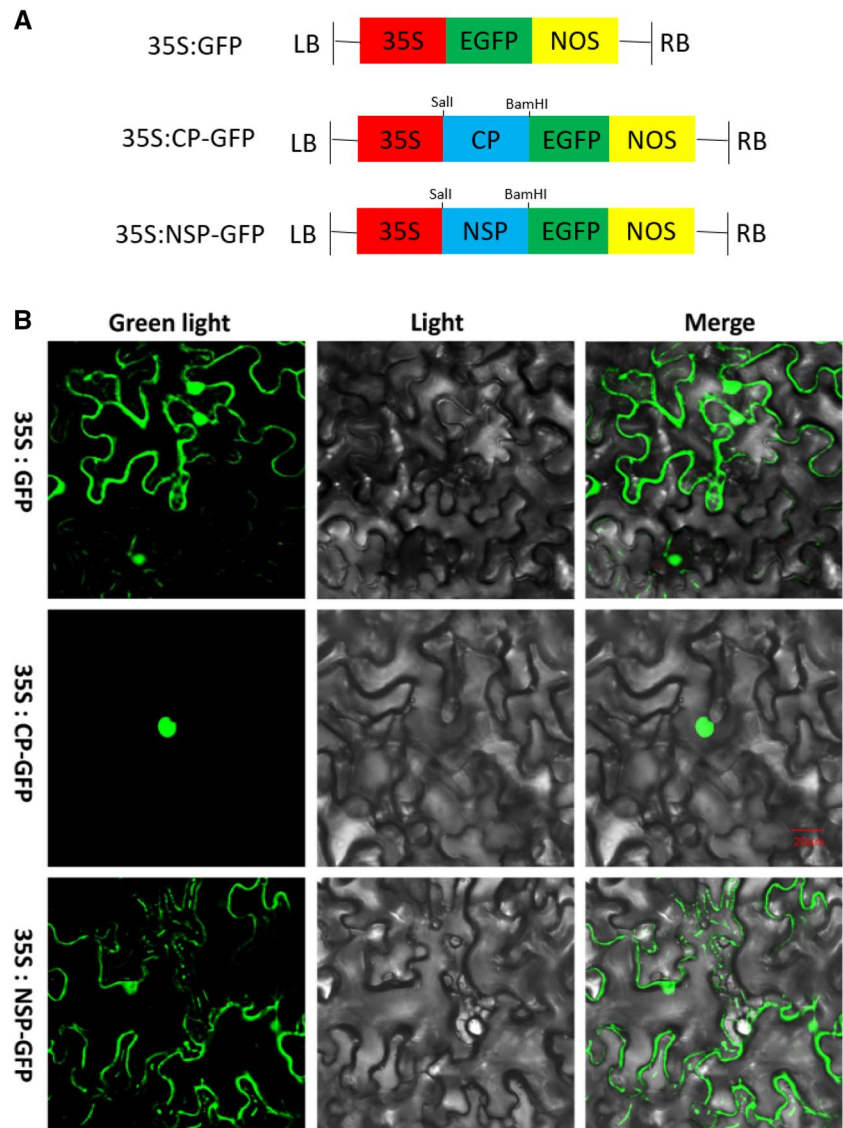 A
35S:GFP LB 35S EGFP NOS RB
SalI BamHI
35S:CP-GFP LB 35S CP EGFP NOS RB
SalI BamHI
35S:NSP-GFP LB 35S NSP EGFP NOS RB
B
Green light Light Merge
35S : GFP
35S : CP-GFP
20um
35S : NSP-GFP